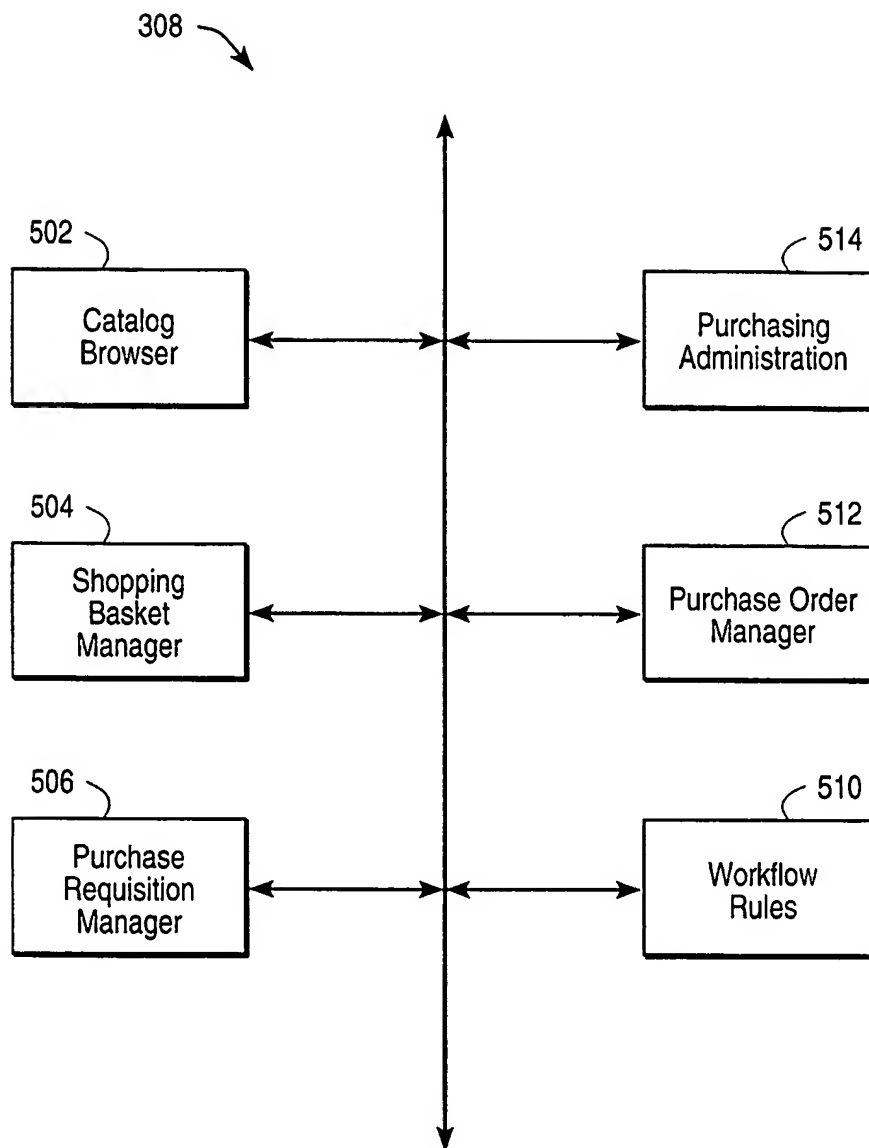 308
502
Catalog
Browser
514
Purchasing
Administration
504
Shopping
Basket
Manager
512
Purchase Order
Manager
506
Purchase
Requisition
Manager
510
Workflow
Rules